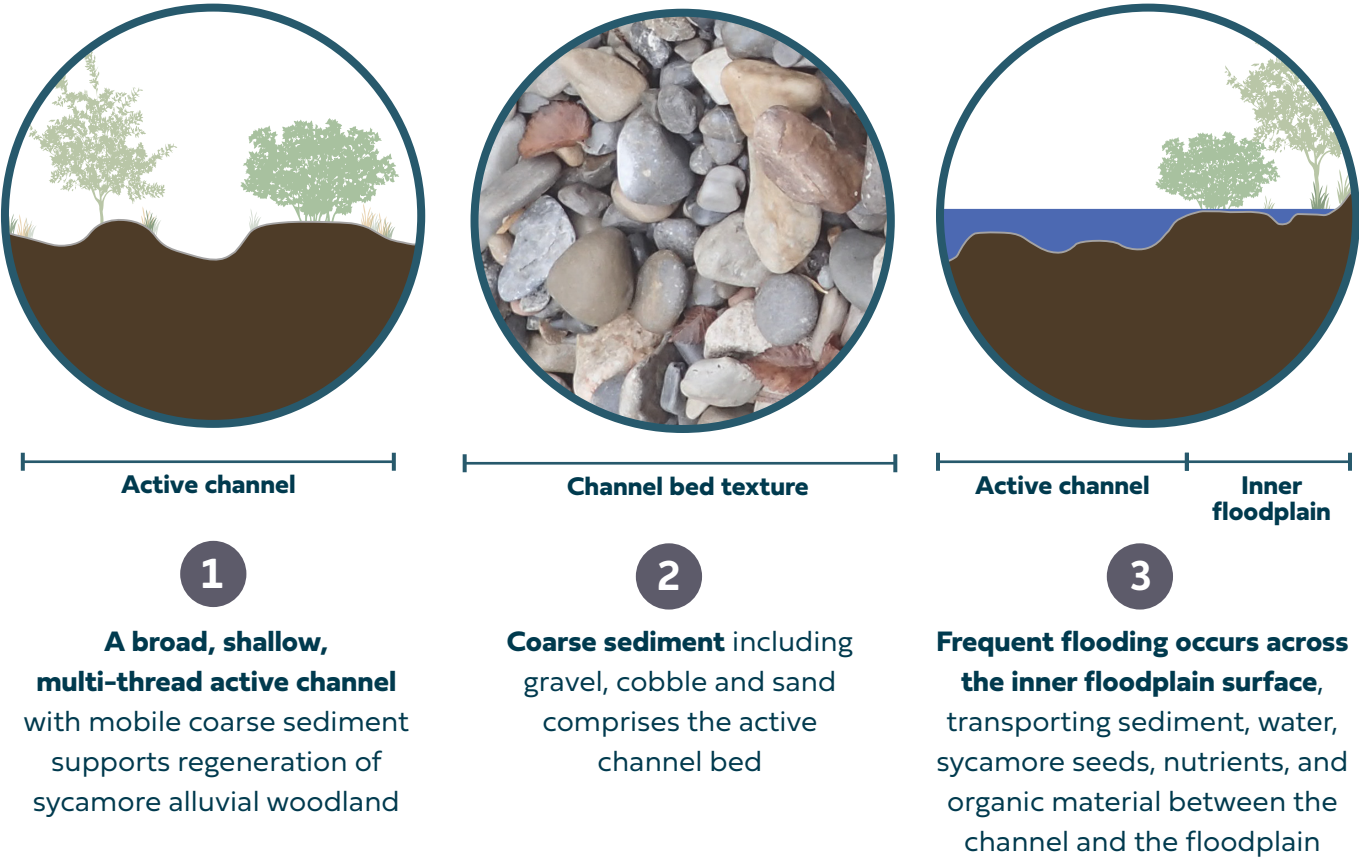 Active channel
1
A broad, shallow,
multi-thread active channel
with mobile coarse sediment
supports regeneration of
sycamore alluvial woodland
Channel bed texture
2
Coarse sediment including
gravel, cobble and sand
comprises the active
channel bed
Active channel
Inner
floodplain
3
Frequent flooding occurs across
the inner floodplain surface,
transporting sediment, water,
sycamore seeds, nutrients, and
organic material between the
channel and the floodplain